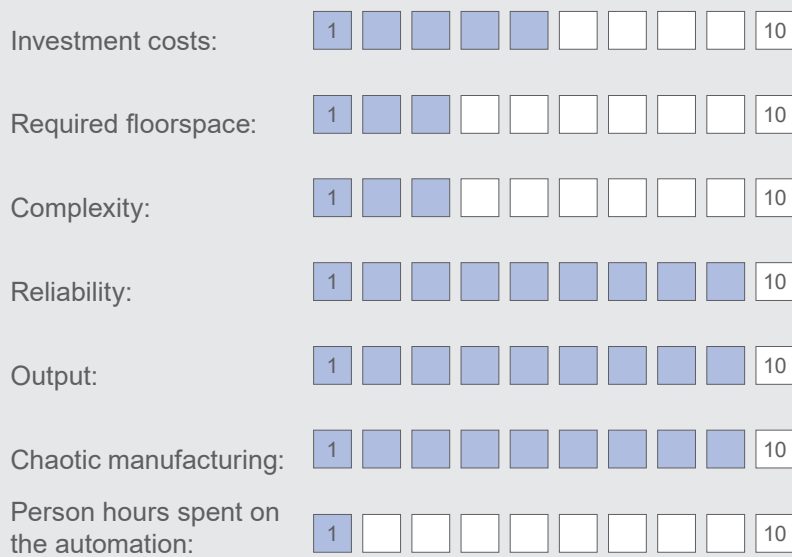 Investment costs: 1 10
Required floorspace: 1 10
Complexity: 1 10
Reliability: 1 10
Output: 1 10
Chaotic manufacturing: 1 10
Person hours spent on
the automation: 1 10